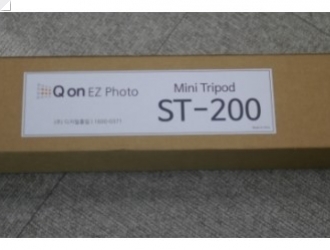 Q on EZ Photo
Mini Tripod
ST-200